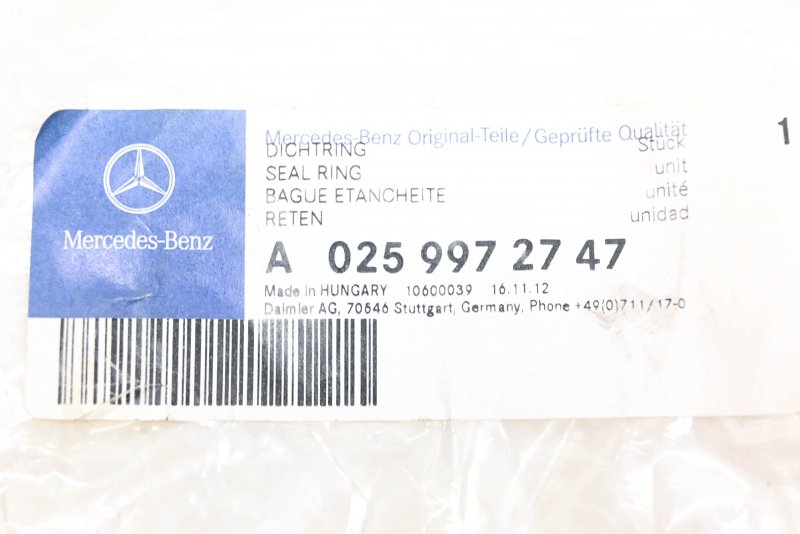 Mercedes-Benz Original-Teile/Geprüfte Qualität
DICHTRING Stück 1
SEAL RING unit
BAGUE ETANCHEITE unité
RETEN unidad
Mercedes-Benz
A 025 997 27 47
Made in HUNGARY 10600039 16.11.12
Daimler AG, 70546 Stuttgart, Germany, Phone +49(0)711/17-0